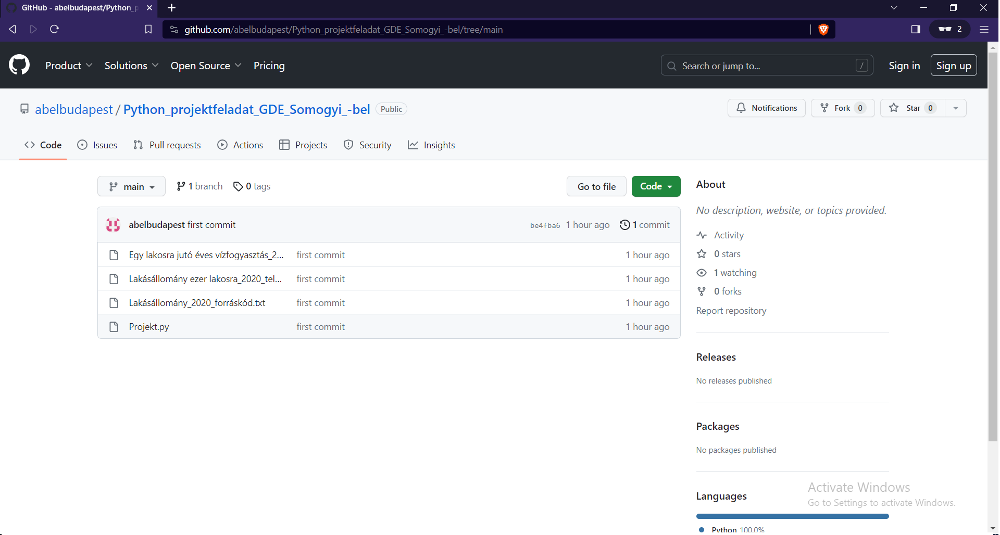 GitHub - abelbudapest/Python_p
2
github.com/abelbudapest/Python_projektfeladat_GDE_Somogyi_-bel/tree/main
Product Solutions Open Source Pricing
Search or jump to... /
Sign in Sign up
abelbudapest / Python_projektfeladat_GDE_Somogyi_-bel Public
Notifications Fork 0 Star 0
Code Issues Pull requests Actions Projects Security Insights
main 1 branch 0 tags Go to file Code
abelbudapest first commit be4fba6 1 hour ago 1 commit
Egy lakosra jutó éves vízfogyasztás_2... first commit 1 hour ago
Lakásállomány ezer lakosra_2020_tel... first commit 1 hour ago
Lakásállomány_2020_forráskód.txt first commit 1 hour ago
Projekt.py first commit 1 hour ago
About
No description, website, or topics provided.
Activity
0 stars
1 watching
0 forks
Report repository
Releases
No releases published
Packages
No packages published
Languages
Python 100.0%
Activate Windows
Go to Settings to activate Windows.